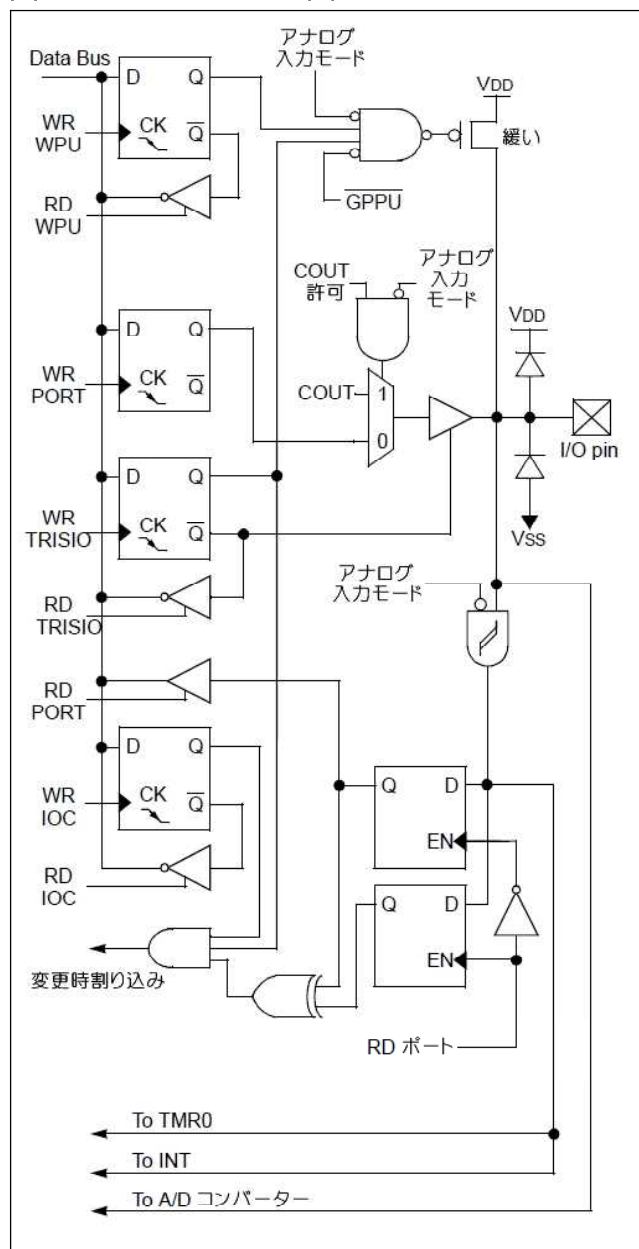 アナログ
入力モード
Data Bus
D
Q
VDD
WR
WPU
CK
Q
緩い
RD
WPU
GPPU
COUT
許可
アナログ
入力
モード
D
Q
VDD
WR
PORT
CK
Q
COUT
1
0
I/O pin
D
Q
WR
TRISIO
CK
Q
VSS
RD
TRISIO
アナログ
入力モード
RD
PORT
D
Q
Q
D
WR
IOC
CK
Q
EN
RD
IOC
Q
D
EN
変更時割り込み
RD ポート
To TMR0
To INT
To A/D コンバーター